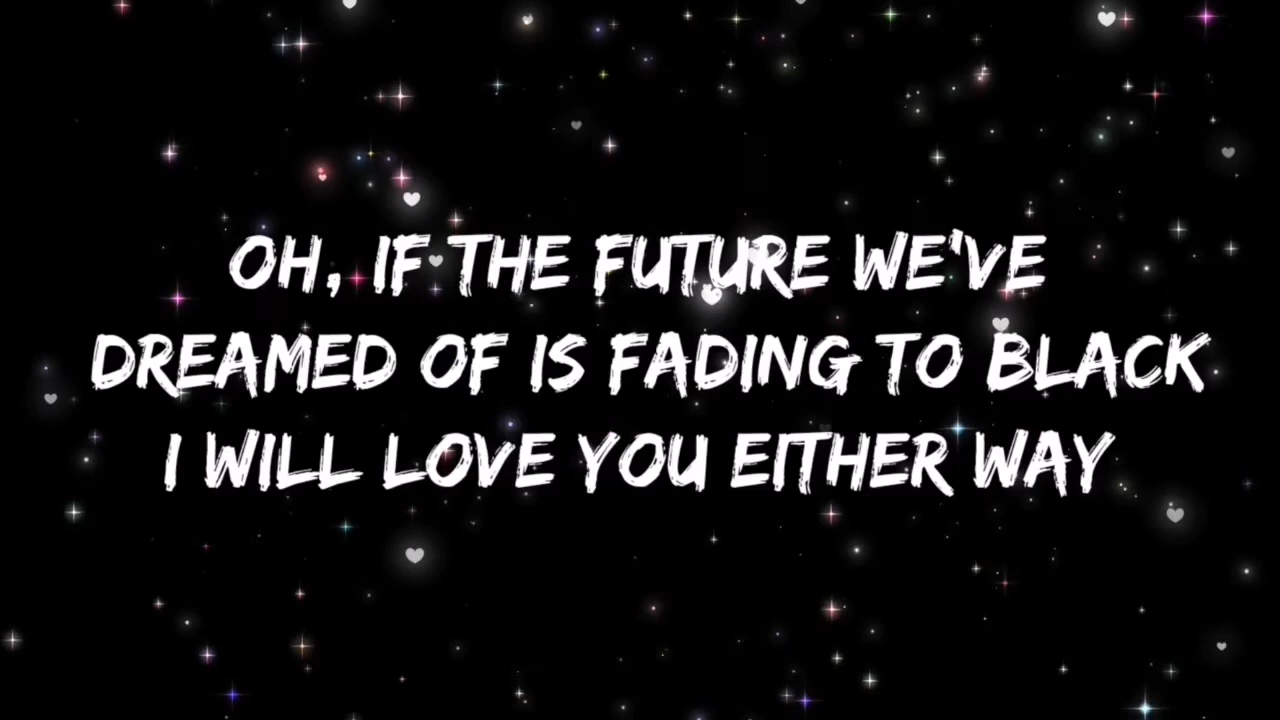 OH, IF THE FUTURE WE'VE
DREAMED OF IS FADING TO BLACK
I WILL LOVE YOU EITHER WAY